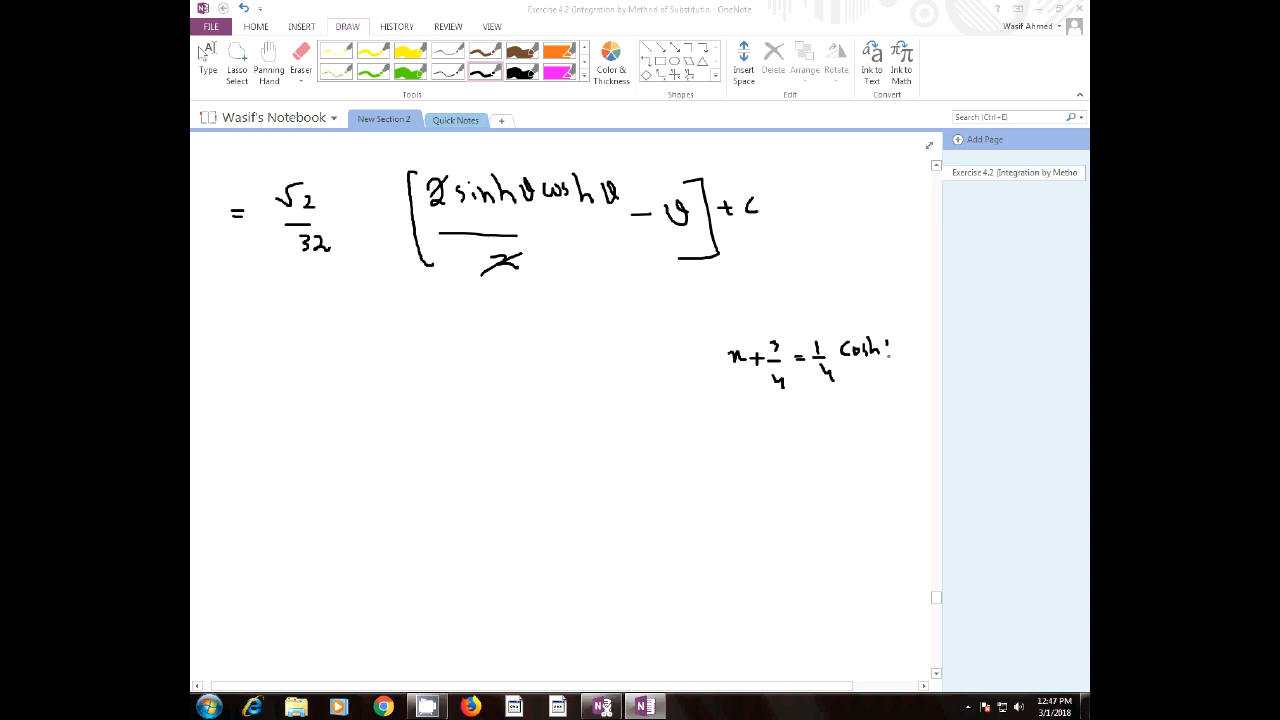 Exercise 4.2 (Integration by Method of Substitutio - OneNote
Wasif Ahmed
FILE HOME INSERT DRAW HISTORY REVIEW VIEW
Type Lasso Select Panning Hand Eraser Color & Thickness Insert Space Delete Arrange Rotate Ink to Text Ink to Math
Tools Shapes Edit Convert
Wasif's Notebook New Section 2 Quick Notes Search (Ctrl+E)
Add Page
Exercise 4.2 (Integration by Metho
= √2/32 [2 sinhθ coshθ/2 - θ] + c
x + 3/4 = 1/4 cosh
12:47 PM
3/1/2018